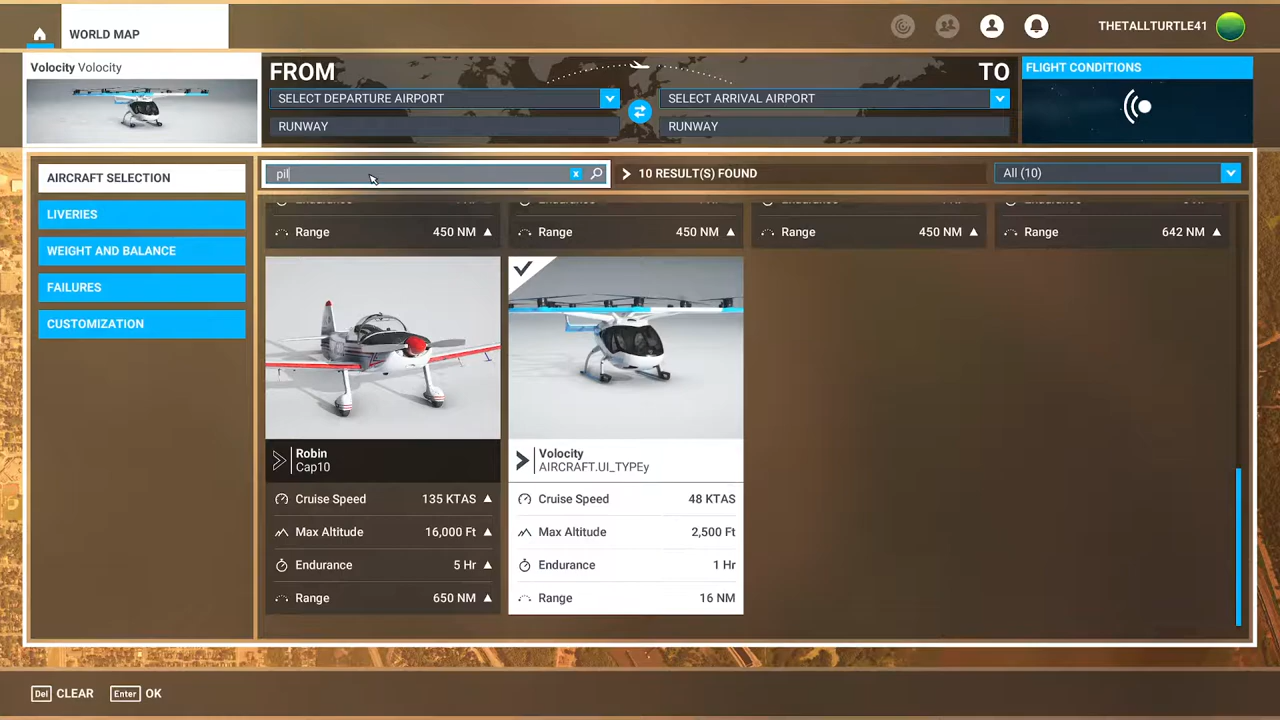 WORLD MAP
THETALLTURTLE41
Volocity Volocity
FROM
TO
SELECT DEPARTURE AIRPORT
SELECT ARRIVAL AIRPORT
RUNWAY
RUNWAY
FLIGHT CONDITIONS
AIRCRAFT SELECTION
LIVERIES
WEIGHT AND BALANCE
FAILURES
CUSTOMIZATION
pil
x
10 RESULT(S) FOUND
All (10)
Range 450 NM
Range 450 NM
Range 450 NM
Range 642 NM
Robin
Cap10
Cruise Speed 135 KTAS
Max Altitude 16,000 Ft
Endurance 5 Hr
Range 650 NM
Volocity
AIRCRAFT.UI_TYPEy
Cruise Speed 48 KTAS
Max Altitude 2,500 Ft
Endurance 1 Hr
Range 16 NM
Del CLEAR Enter OK